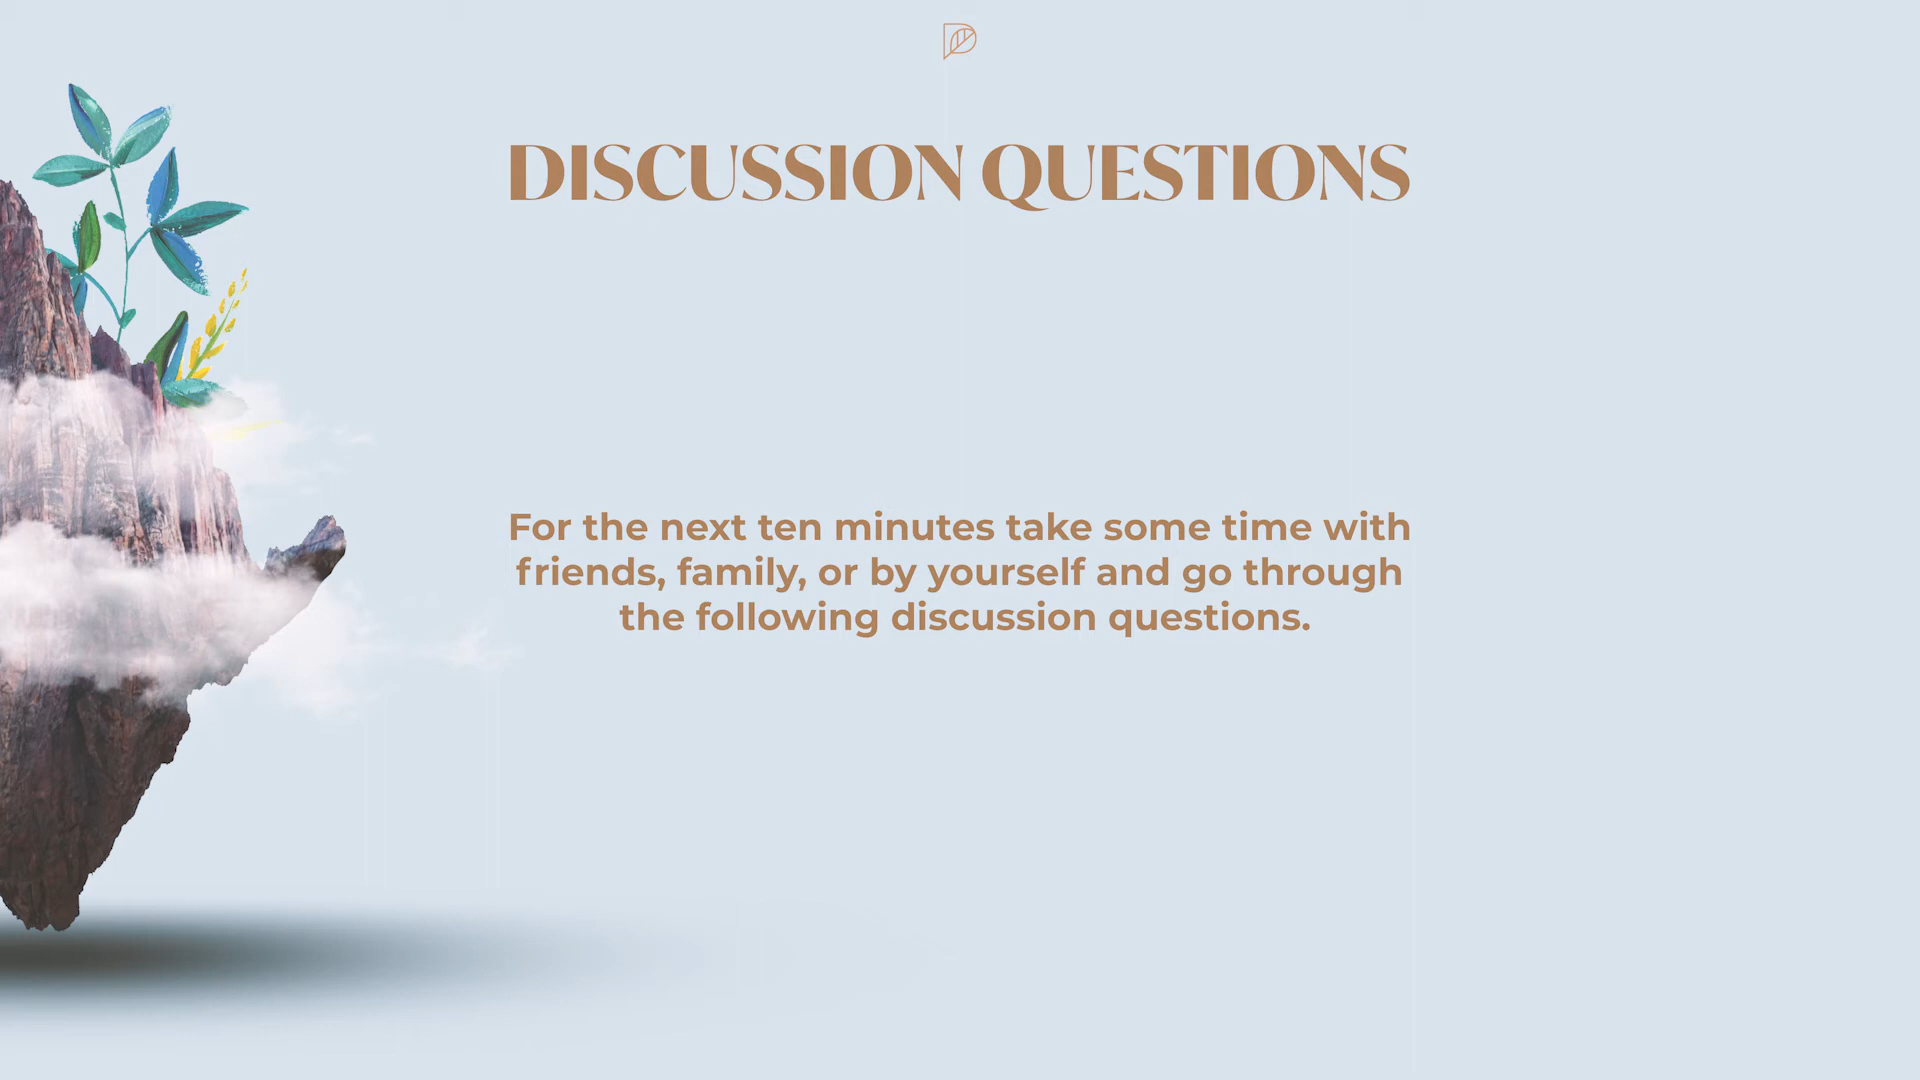 DISCUSSION QUESTIONS
For the next ten minutes take some time with
friends, family, or by yourself and go through
the following discussion questions.